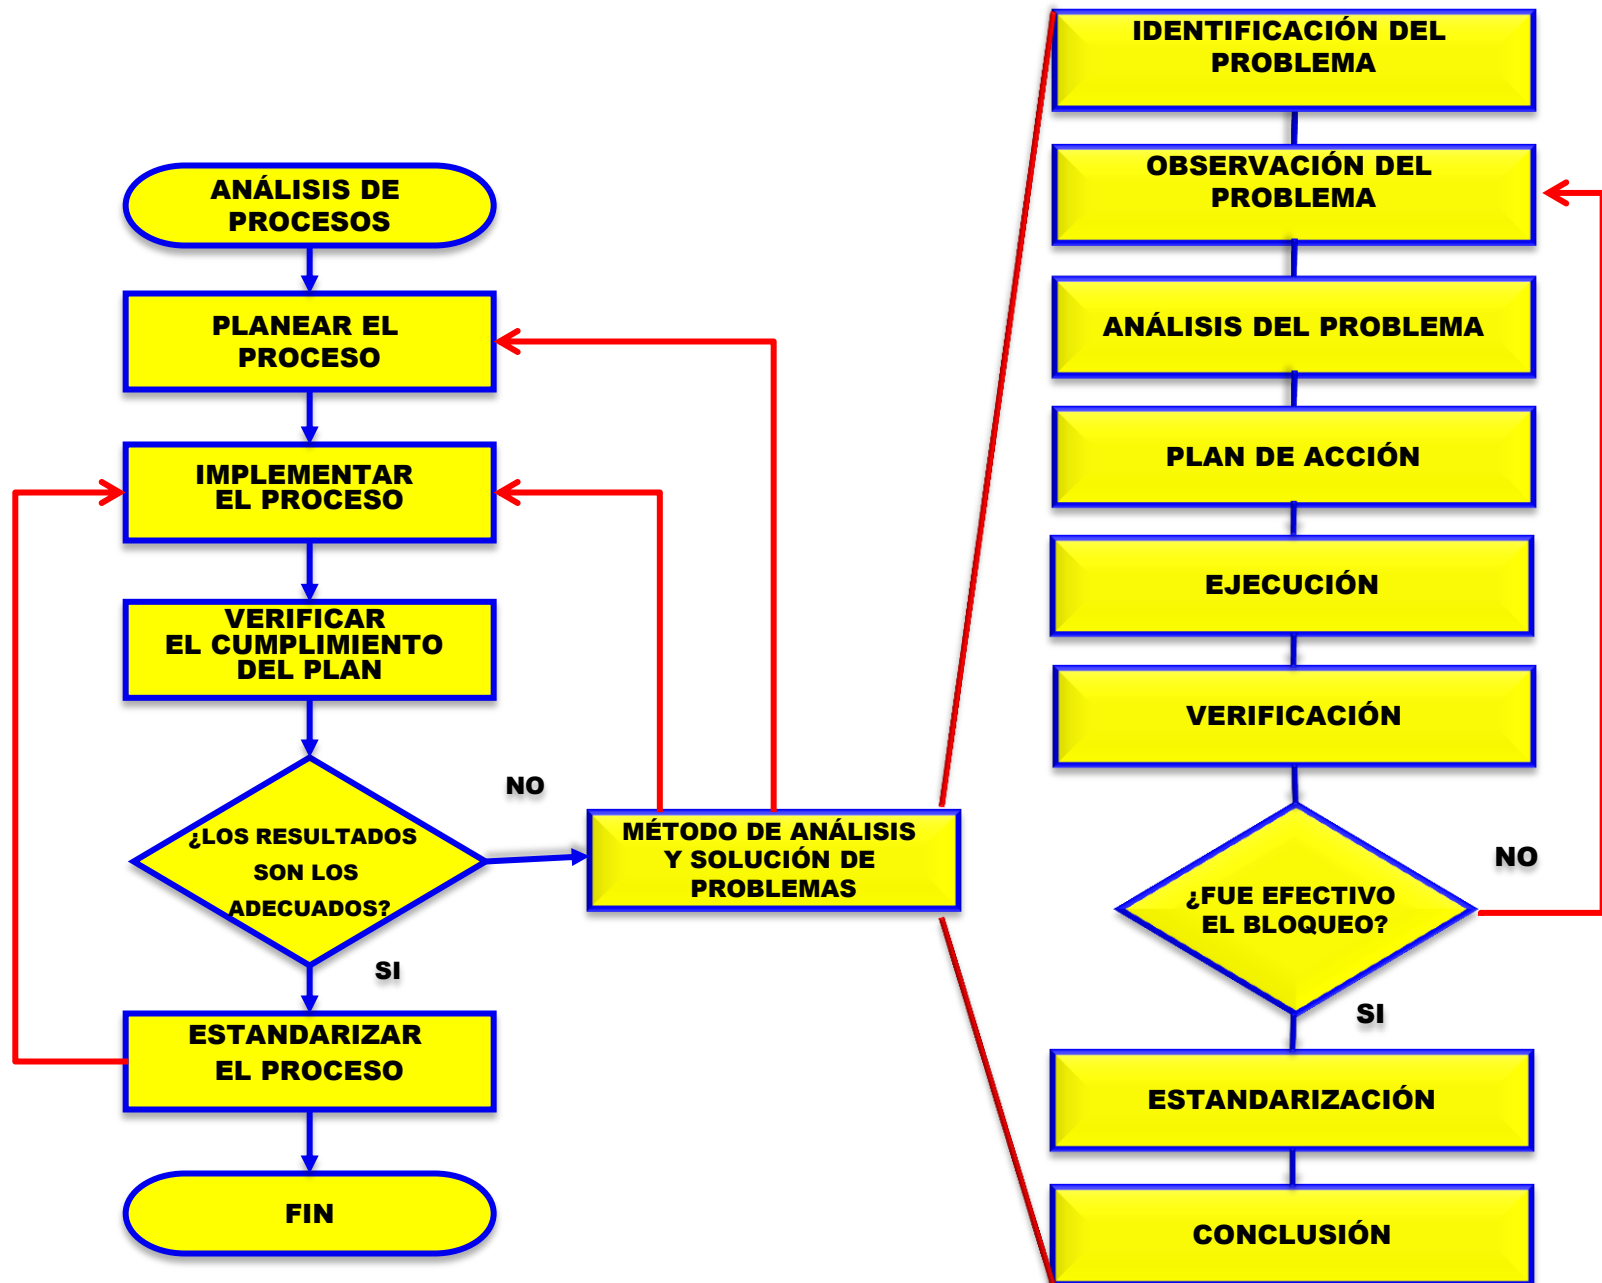 ANÁLISIS DE
PROCESOS
PLANEAR EL
PROCESO
IMPLEMENTAR
EL PROCESO
VERIFICAR
EL CUMPLIMIENTO
DEL PLAN
¿LOS RESULTADOS
SON LOS
ADECUADOS?
NO
SI
ESTANDARIZAR
EL PROCESO
FIN
MÉTODO DE ANÁLISIS
Y SOLUCIÓN DE
PROBLEMAS
IDENTIFICACIÓN DEL
PROBLEMA
OBSERVACIÓN DEL
PROBLEMA
ANÁLISIS DEL PROBLEMA
PLAN DE ACCIÓN
EJECUCIÓN
VERIFICACIÓN
¿FUE EFECTIVO
EL BLOQUEO?
NO
SI
ESTANDARIZACIÓN
CONCLUSIÓN